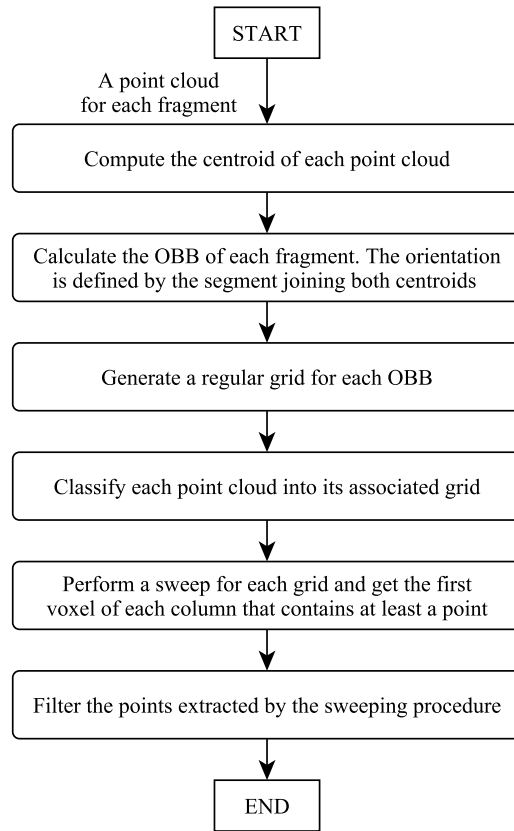 START
A point cloud
for each fragment
Compute the centroid of each point cloud
Calculate the OBB of each fragment. The orientation
is defined by the segment joining both centroids
Generate a regular grid for each OBB
Classify each point cloud into its associated grid
Perform a sweep for each grid and get the first
voxel of each column that contains at least a point
Filter the points extracted by the sweeping procedure
END